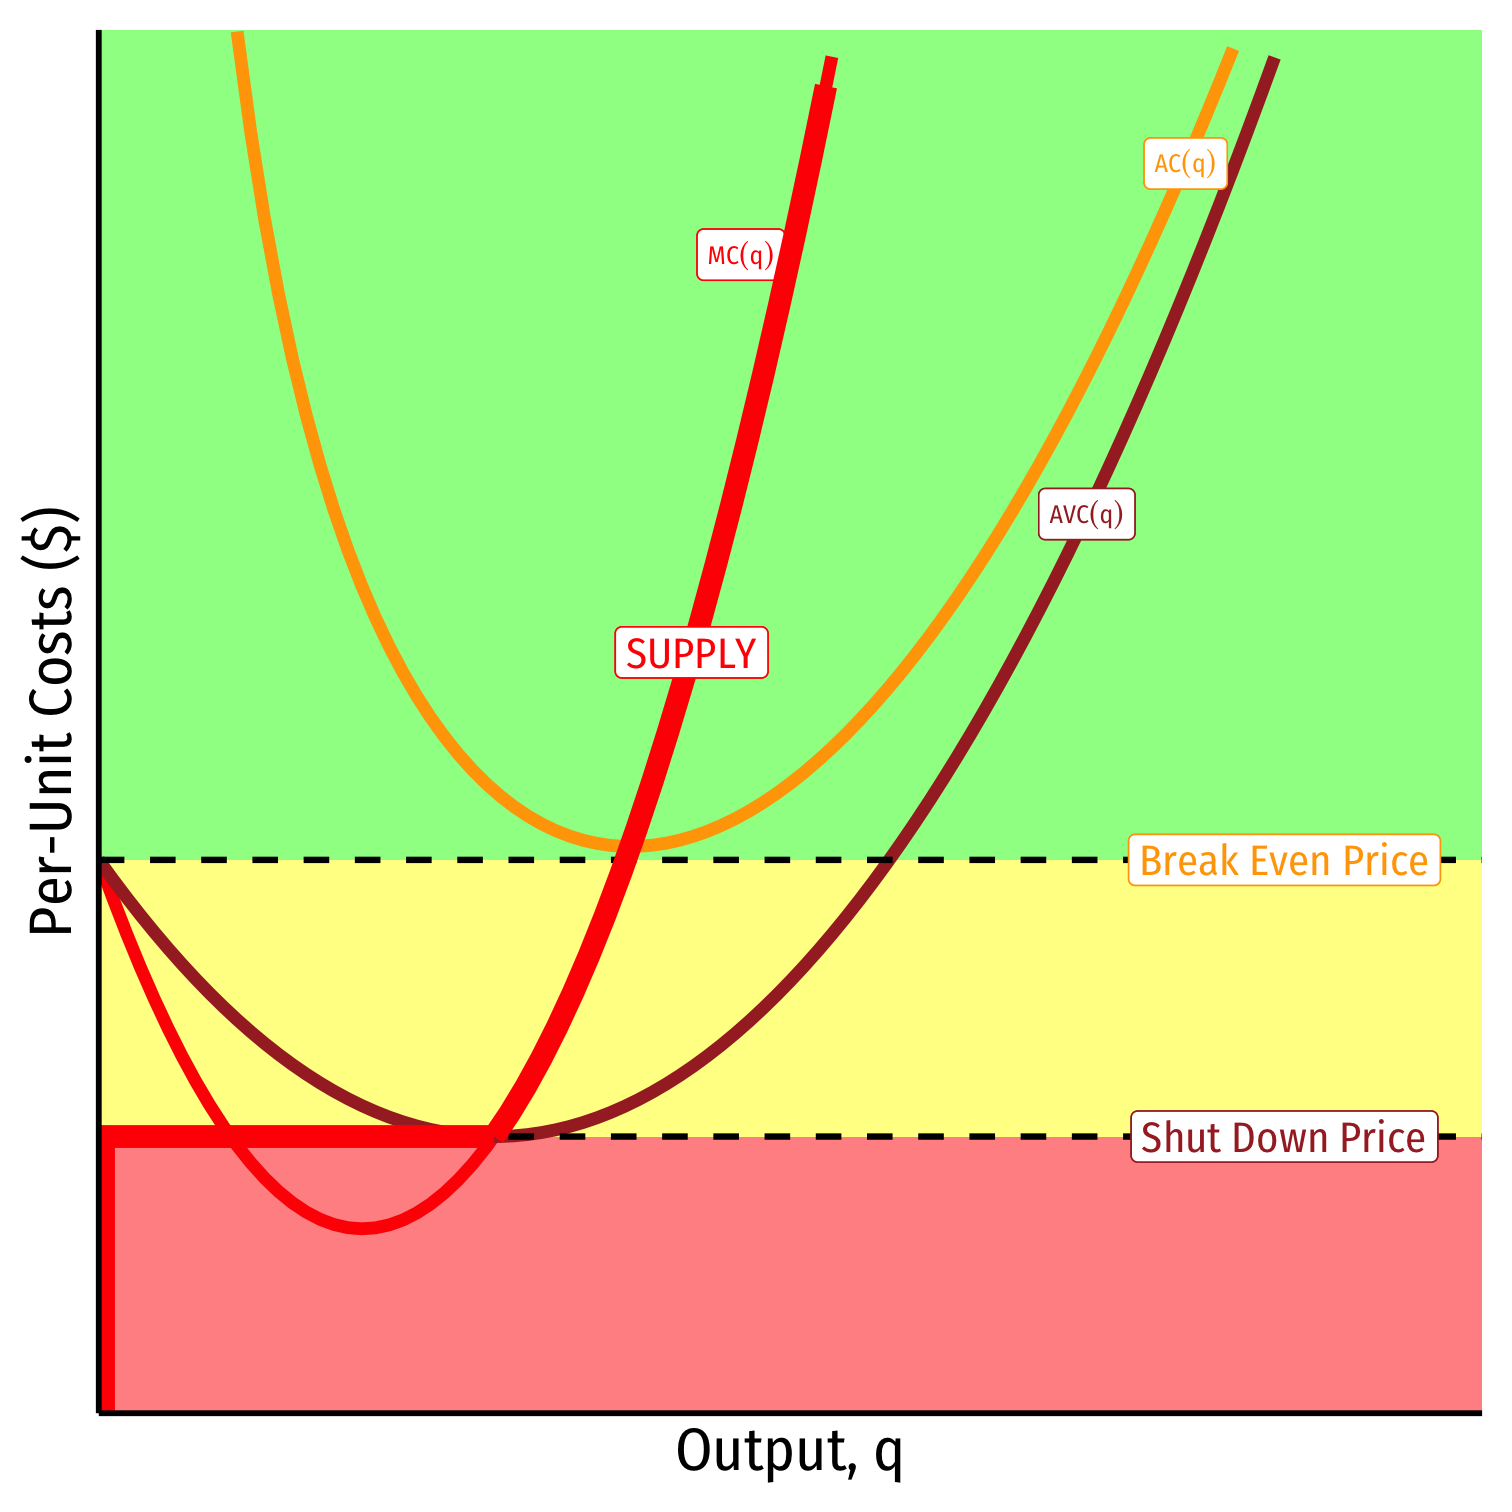 AC(q)
MC(q)
AVC(q)
SUPPLY
Per-Unit Costs ($)
Break Even Price
Shut Down Price
Output, q